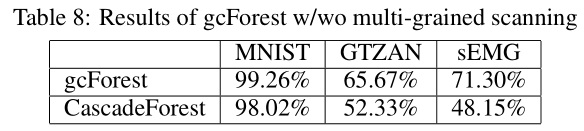 Table 8: Results of gcForest w/wo multi-grained scanning
MNIST GTZAN sEMG
gcForest 99.26% 65.67% 71.30%
CascadeForest 98.02% 52.33% 48.15%